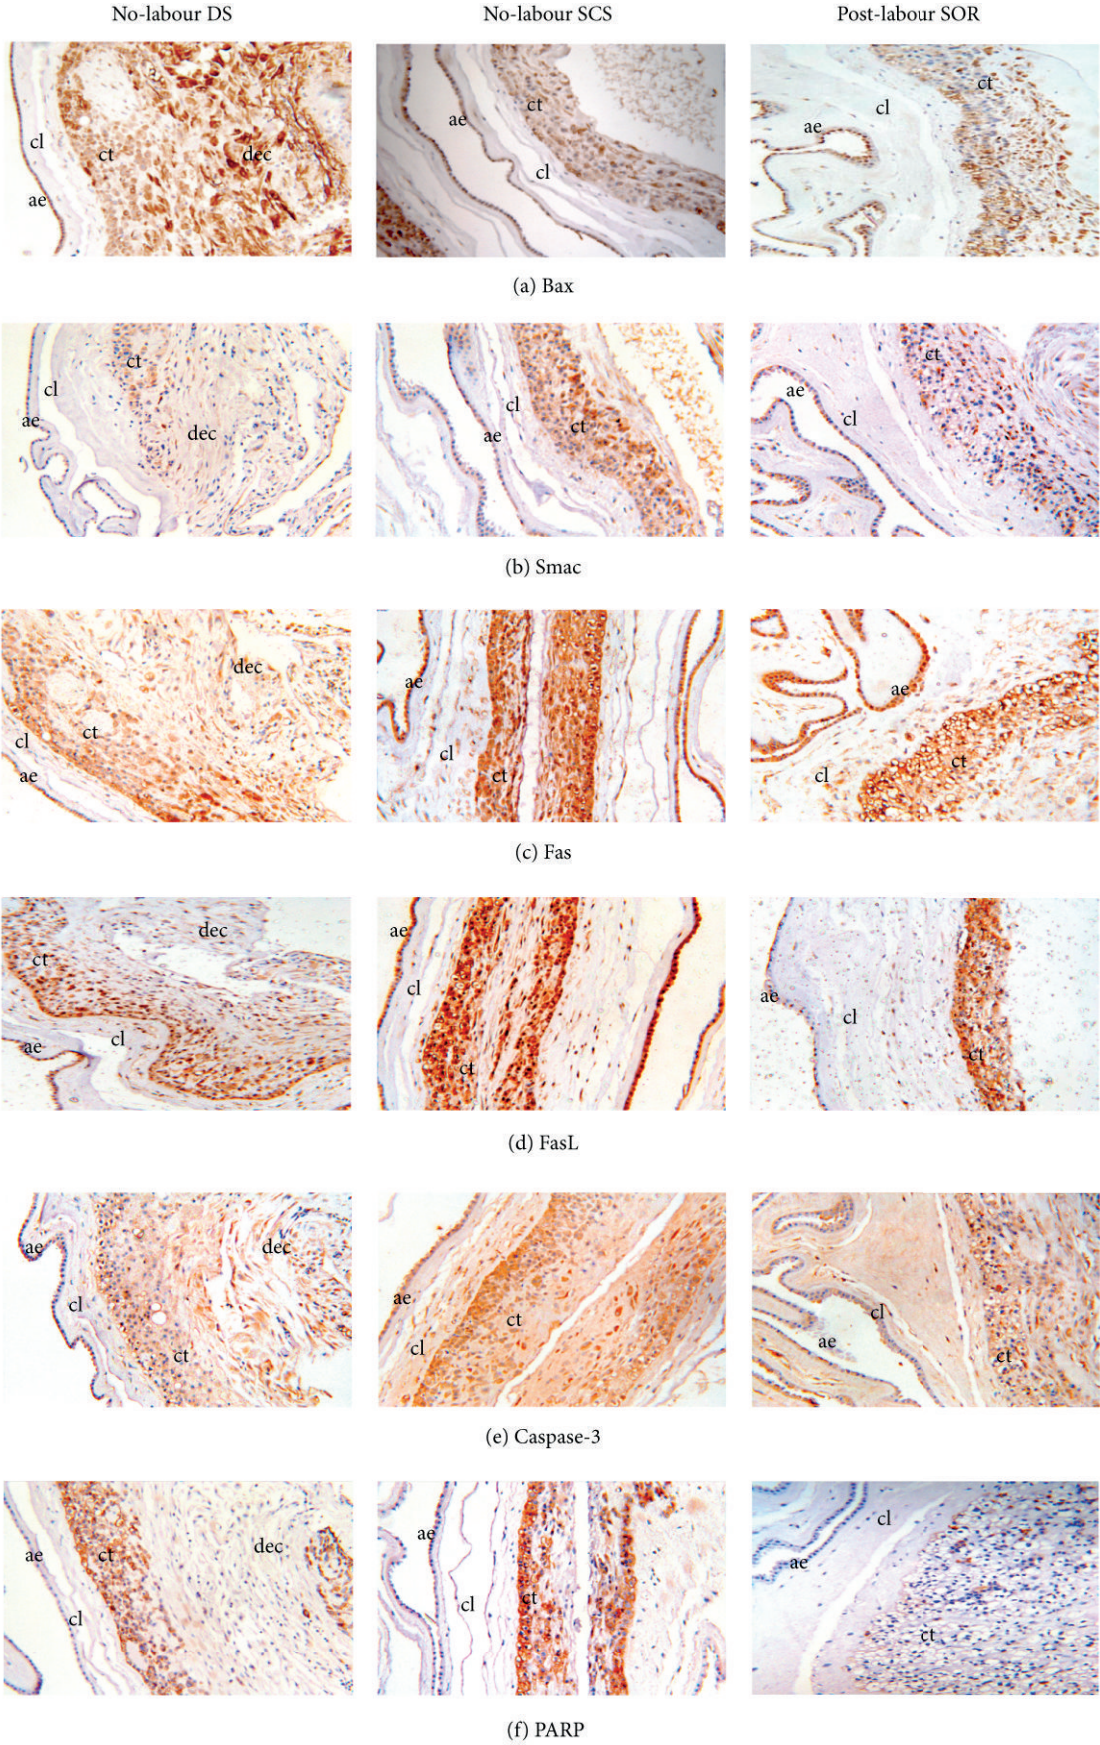 No-labour DS No-labour SCS Post-labour SOR
cl ct dec ae
ae ct cl
ct cl ae
(a) Bax
ct cl ae dec
cl ae ct
ct ae cl
(b) Smac
dec ct cl ae
ae cl ct
ae ct cl
(c) Fas
dec ct cl ae
ae cl ct
ae cl ct
(d) FasL
ae dec cl ct
ae ct cl
cl ae ct
(e) Caspase-3
ae ct dec cl
ae ct cl
cl ae ct
(f) PARP